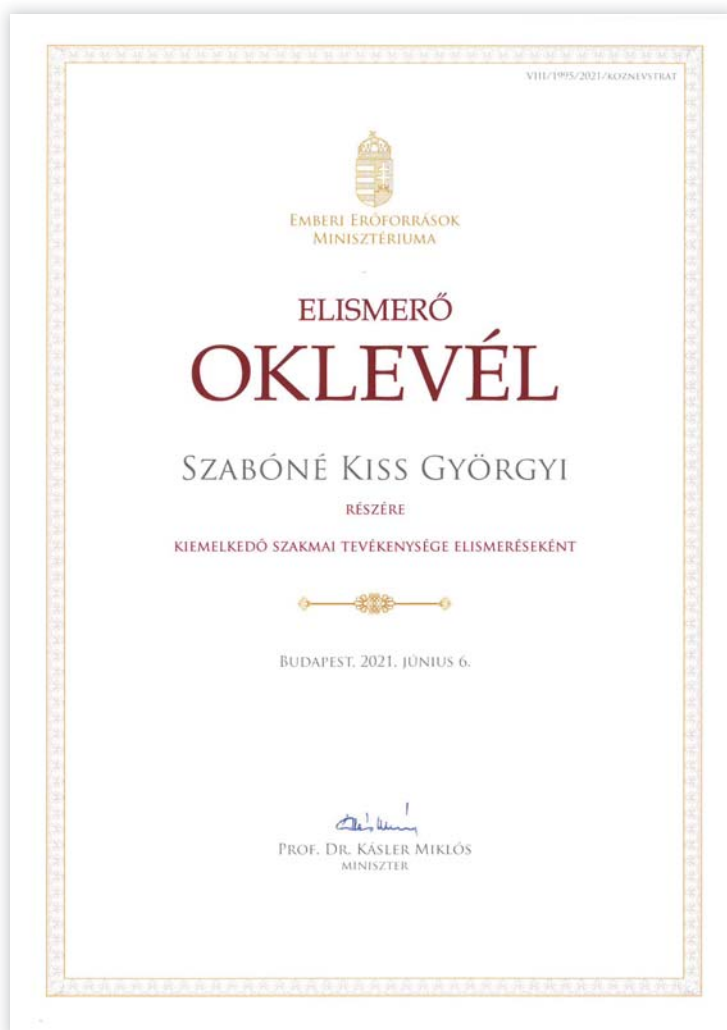 VIII/1995/2021/KOZNEVSTRAT
EMBERI ERŐFORRÁSOK
MINISZTÉRIUMA
ELISMERŐ
OKLEVÉL
SZABÓNÉ KISS GYÖRGYI
RÉSZÉRE
KIEMELKEDŐ SZAKMAI TEVÉKENYSÉGE ELISMERÉSEKÉNT
BUDAPEST, 2021. JÚNIUS 6.
PROF. DR. KÁSLER MIKLÓS
MINISZTER